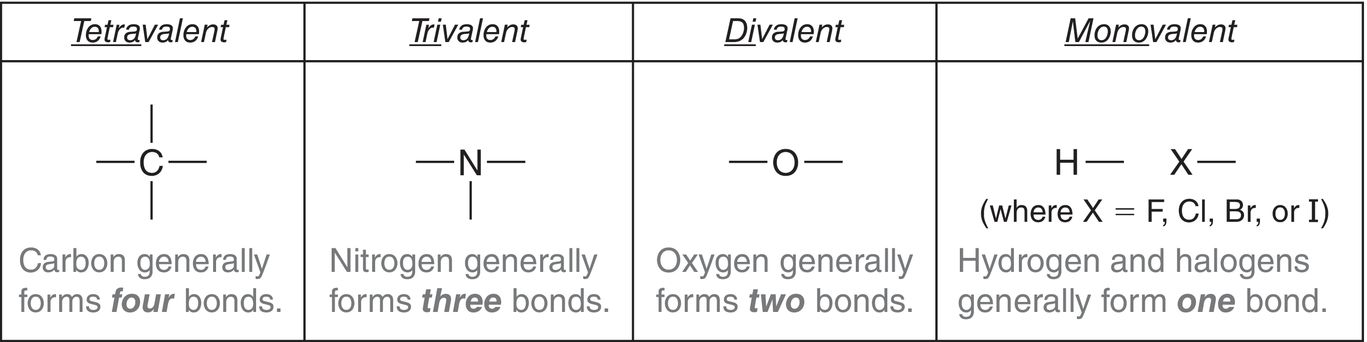 Tetravalent
Trivalent
Divalent
Monovalent
C
N
O
H X
(where X = F, Cl, Br, or I)
Carbon generally
forms four bonds.
Nitrogen generally
forms three bonds.
Oxygen generally
forms two bonds.
Hydrogen and halogens
generally form one bond.